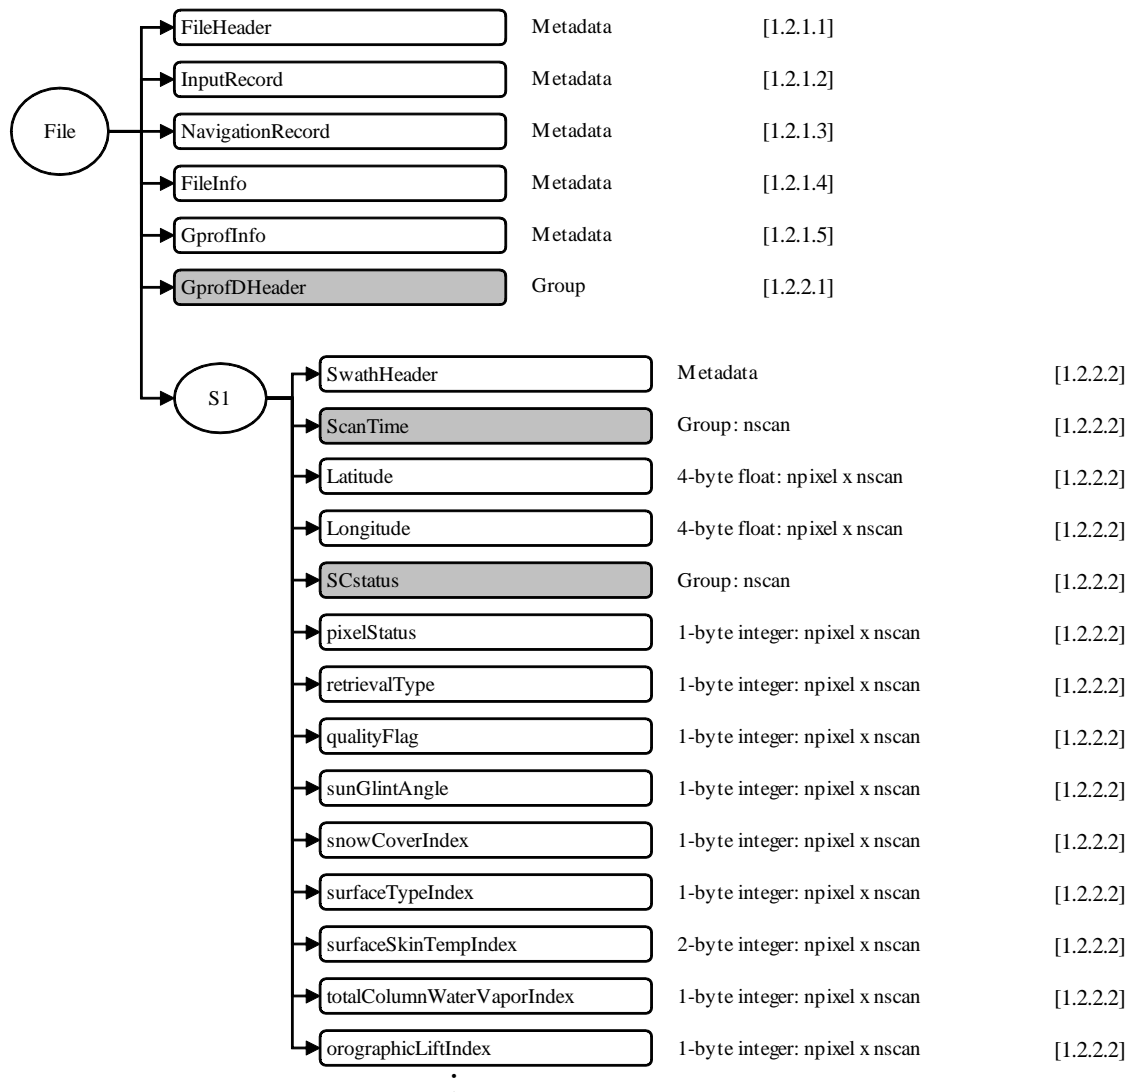 FileHeader Metadata [1.2.1.1]
InputRecord Metadata [1.2.1.2]
File NavigationRecord Metadata [1.2.1.3]
FileInfo Metadata [1.2.1.4]
GprofInfo Metadata [1.2.1.5]
GprofDHeader Group [1.2.2.1]
SwathHeader Metadata [1.2.2.2]
S1
ScanTime Group: nscan [1.2.2.2]
Latitude 4-byte float: npixel x nscan [1.2.2.2]
Longitude 4-byte float: npixel x nscan [1.2.2.2]
SCstatus Group: nscan [1.2.2.2]
pixelStatus 1-byte integer: npixel x nscan [1.2.2.2]
retrievalType 1-byte integer: npixel x nscan [1.2.2.2]
qualityFlag 1-byte integer: npixel x nscan [1.2.2.2]
sunGlintAngle 1-byte integer: npixel x nscan [1.2.2.2]
snowCoverIndex 1-byte integer: npixel x nscan [1.2.2.2]
surfaceTypeIndex 1-byte integer: npixel x nscan [1.2.2.2]
surfaceSkinTempIndex 2-byte integer: npixel x nscan [1.2.2.2]
totalColumnWaterVaporIndex 1-byte integer: npixel x nscan [1.2.2.2]
orographicLiftIndex 1-byte integer: npixel x nscan [1.2.2.2]